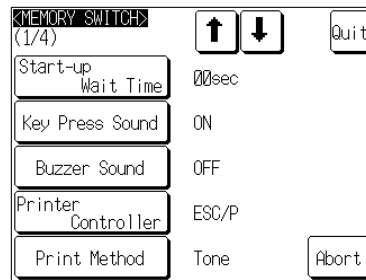 <MEMORY SWITCH>
(1/4)
Quit
Start-up
Wait Time
00sec
Key Press Sound
ON
Buzzer Sound
OFF
Printer
Controller
ESC/P
Print Method
Tone
Abort